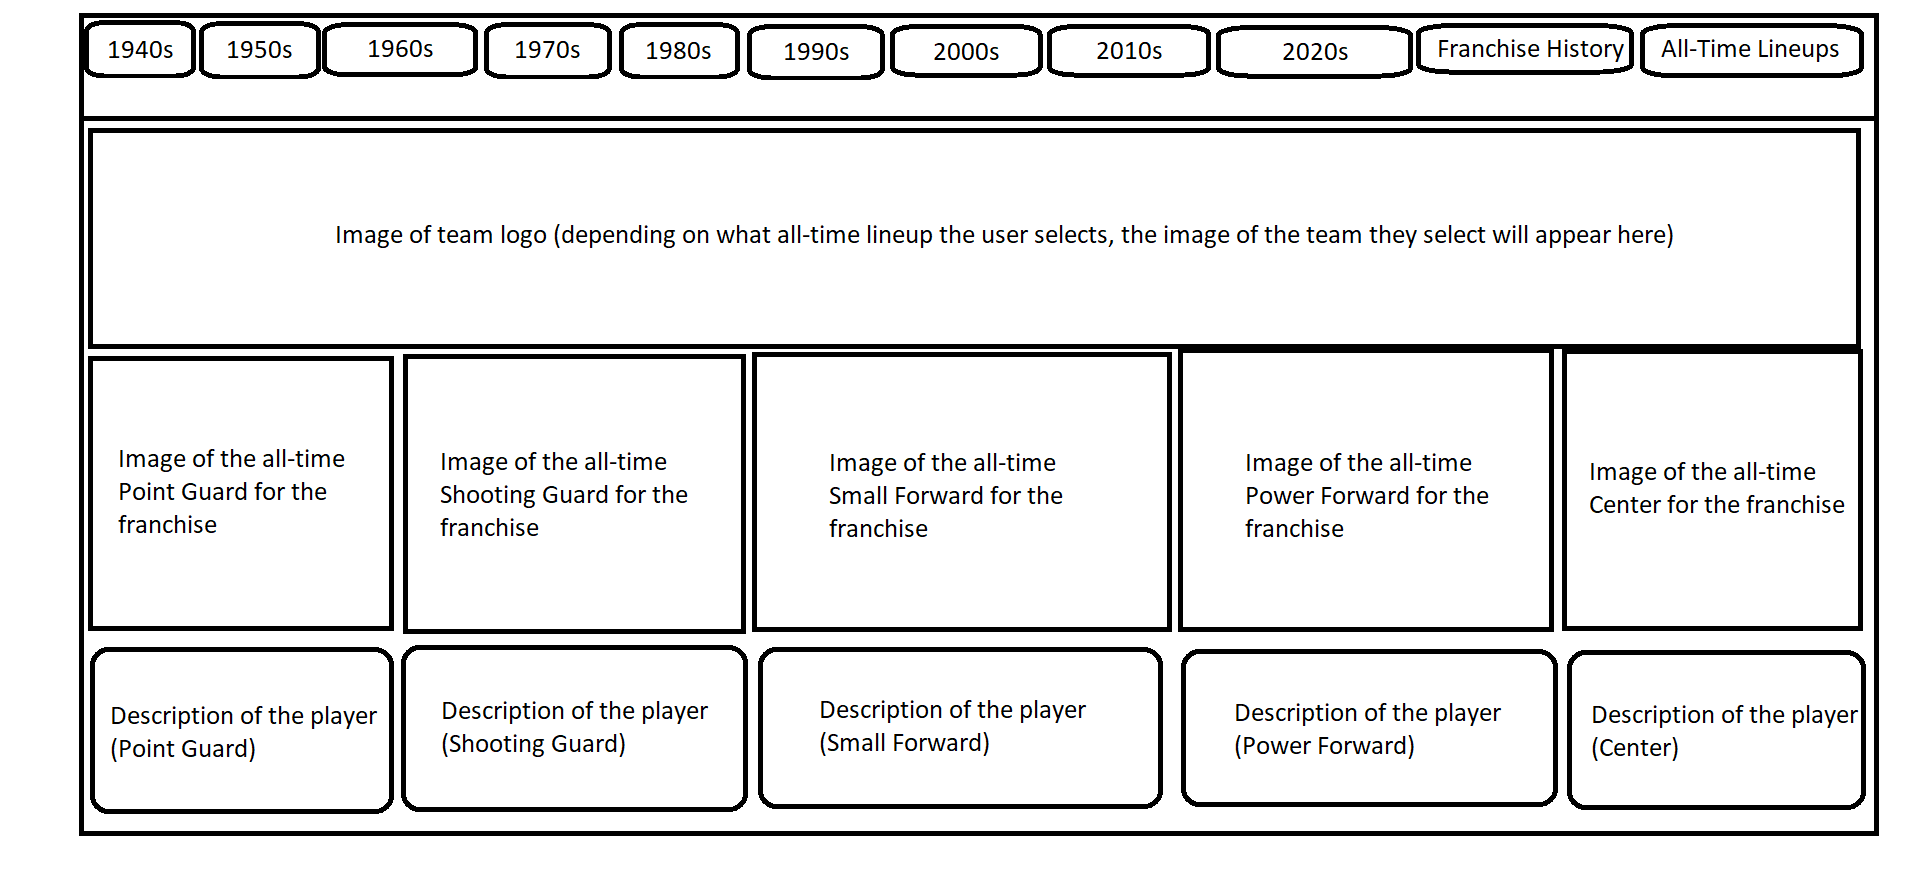 1940s
1950s
1960s
1970s
1980s
1990s
2000s
2010s
2020s
Franchise History
All-Time Lineups
Image of team logo (depending on what all-time lineup the user selects, the image of the team they select will appear here)
Image of the all-time
Point Guard for the
franchise
Image of the all-time
Shooting Guard for the
franchise
Image of the all-time
Small Forward for the
franchise
Image of the all-time
Power Forward for the
franchise
Image of the all-time
Center for the franchise
Description of the player
(Point Guard)
Description of the player
(Shooting Guard)
Description of the player
(Small Forward)
Description of the player
(Power Forward)
Description of the player
(Center)